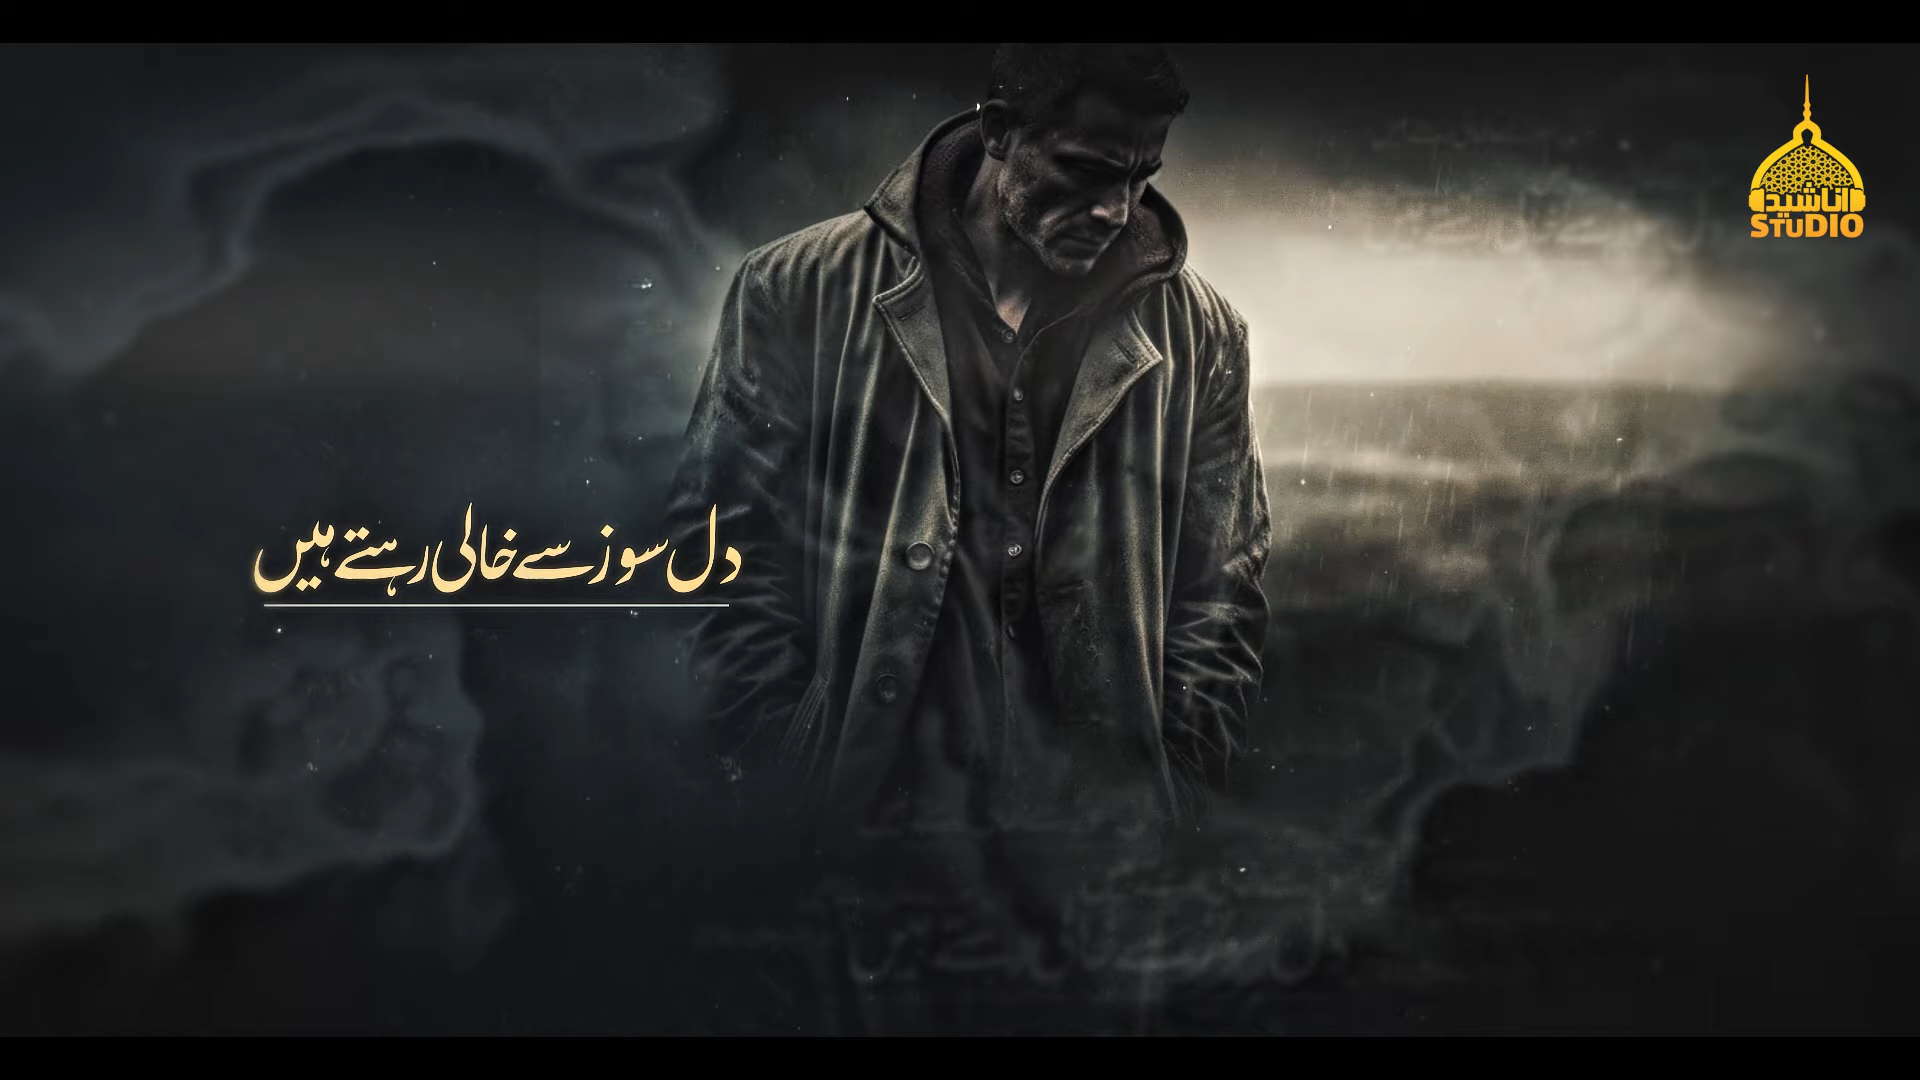 دل سوز سے خالی رہتے ہیں
اناشید
STUDIO